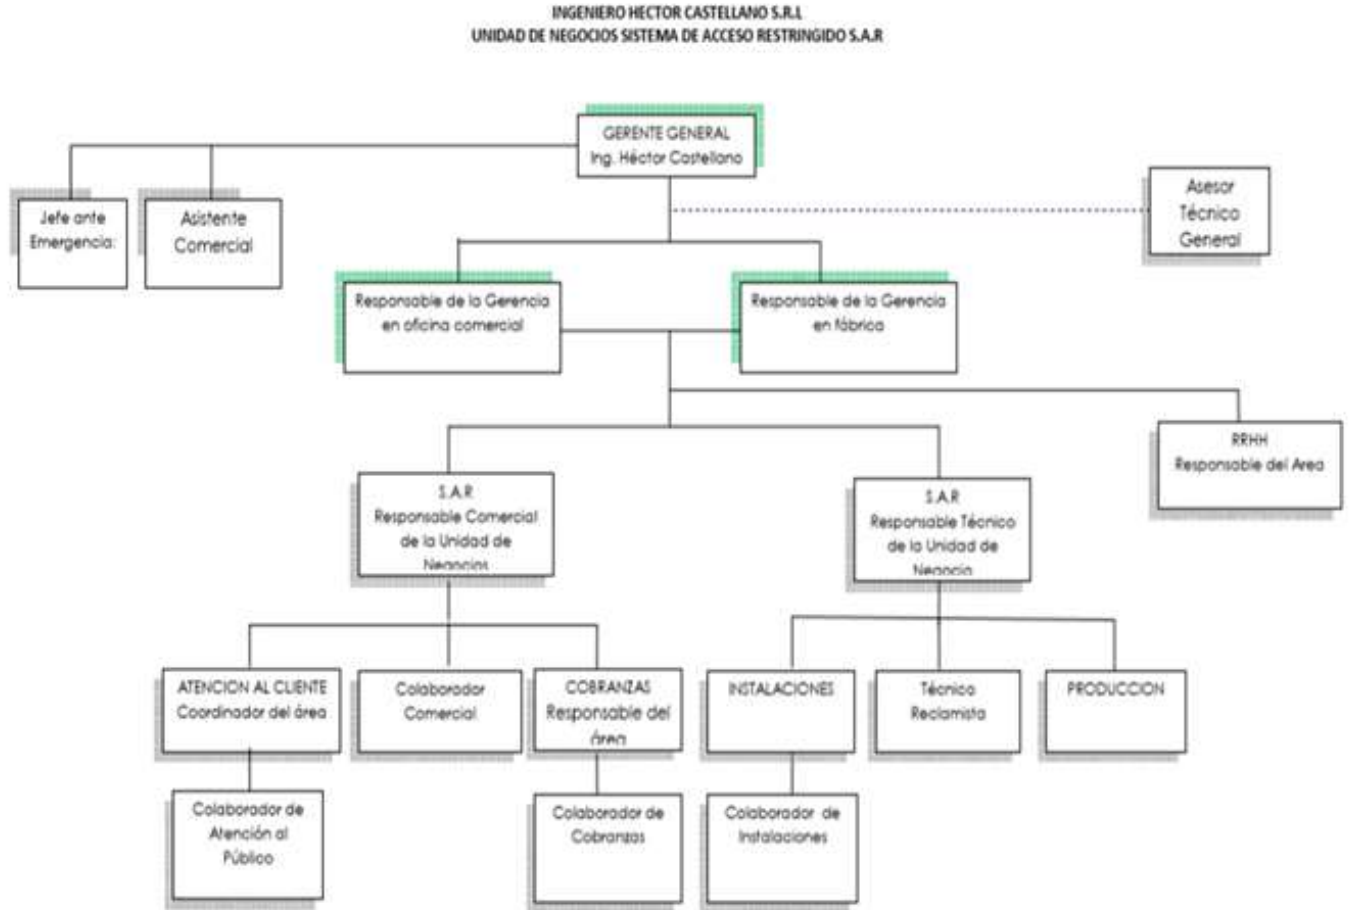 INGENIERO HECTOR CASTELLANO S.R.L
UNIDAD DE NEGOCIOS SISTEMA DE ACCESO RESTRINGIDO S.A.R
GERENTE GENERAL
Ing. Héctor Castellano
Jefe ante
Emergencia:
Asistente
Comercial
Asesor
Técnico
General
Responsable de la Gerencia
en oficina comercial
Responsable de la Gerencia
en fábrica
RRHH
Responsable del Area
S.A.R
Responsable Comercial
de la Unidad de
Negocios
S.A.R
Responsable Técnico
de la Unidad de
Negocio
ATENCION AL CLIENTE
Coordinador del área
Colaborador
Comercial
COBRANZAS
Responsable del
área
INSTALACIONES
Técnico
Reclamista
PRODUCCION
Colaborador de
Atención al
Público
Colaborador de
Cobranzas
Colaborador de
Instalaciones